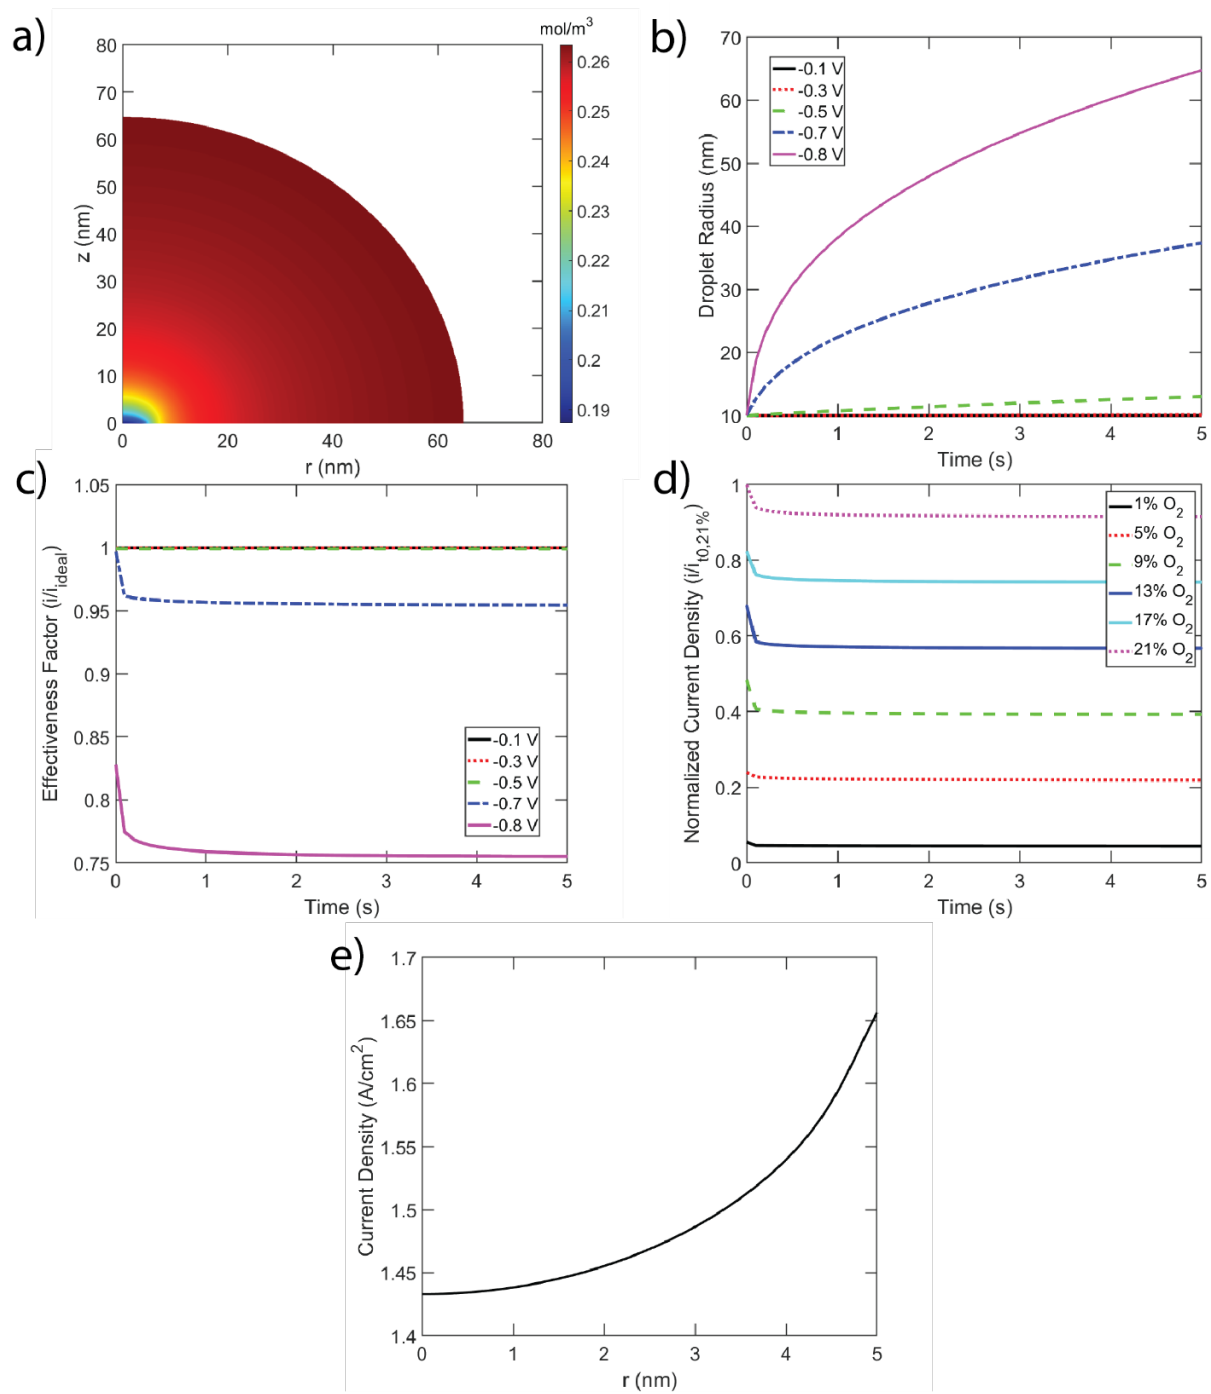 a)
mol/m³
80
70
60
50
40
30
20
10
0
z (nm)
0 20 40 60 80
r (nm)
0.26
0.25
0.24
0.23
0.22
0.21
0.2
0.19
b)
70
60
50
40
30
20
10
Droplet Radius (nm)
-0.1 V
-0.3 V
-0.5 V
-0.7 V
-0.8 V
1 2 3 4 5
Time (s)
c)
1.05
1
0.95
0.9
0.85
0.8
0.75
Effectiveness Factor (i/i_ideal)
-0.1 V
-0.3 V
-0.5 V
-0.7 V
-0.8 V
0 1 2 3 4 5
Time (s)
d)
1
0.8
0.6
0.4
0.2
0
Normalized Current Density (i/i_t0,21%)
1% O₂
5% O₂
9% O₂
13% O₂
17% O₂
21% O₂
1 2 3 4 5
Time (s)
e)
1.7
1.65
1.6
1.55
1.5
1.45
1.4
Current Density (A/cm²)
0 1 2 3 4 5
r (nm)